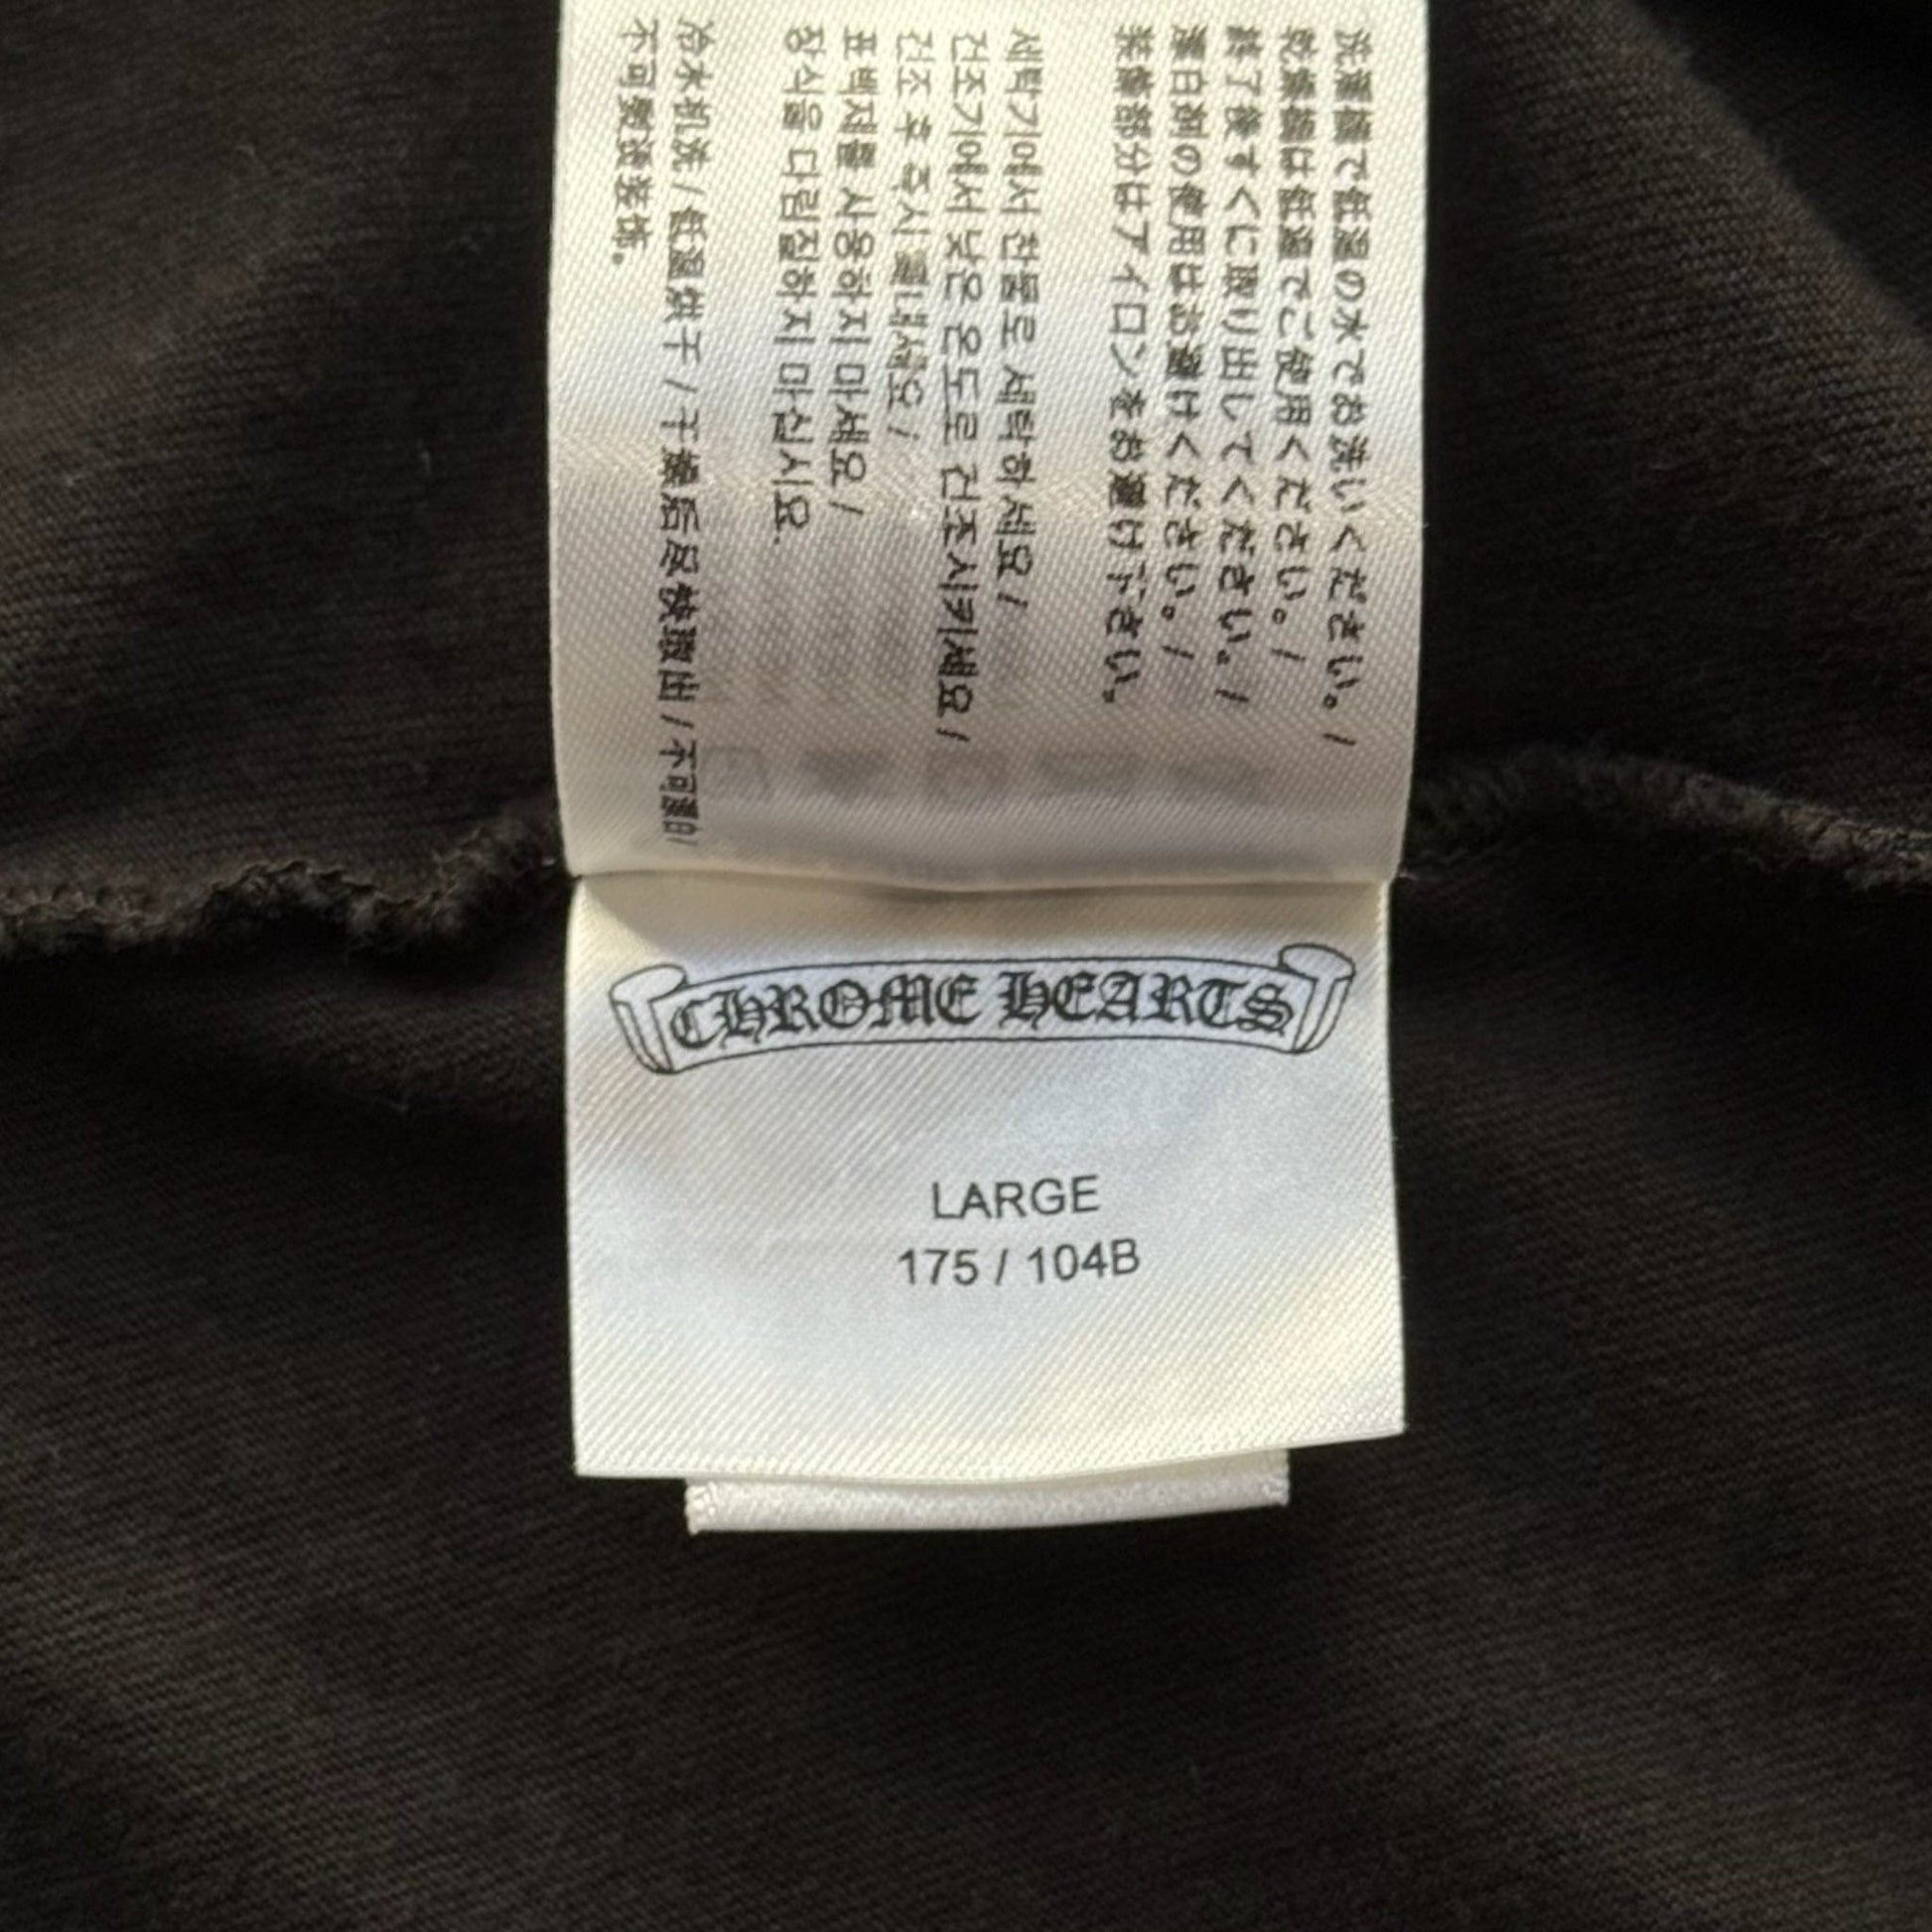 洗濯機で低温の水でお洗いください。/
乾燥機は低温でご使用ください。/
終了後すぐに取り出してください。/
漂白剤の使用はお避けください。/
装飾部分はアイロンをお避け下さい。
세탁기에서 찬물로 세탁하세요 /
건조기에서 낮은 온도로 건조시키세요 /
건조 후 즉시 꺼내세요 /
표백제를 사용하지 마세요 /
장식을 다림질하지 마십시요.
冷水机洗 / 低温烘干 / 干燥后尽快取出 / 不可漂白/
不可熨烫装饰。
CHROME HEARTS
LARGE
175 / 104B